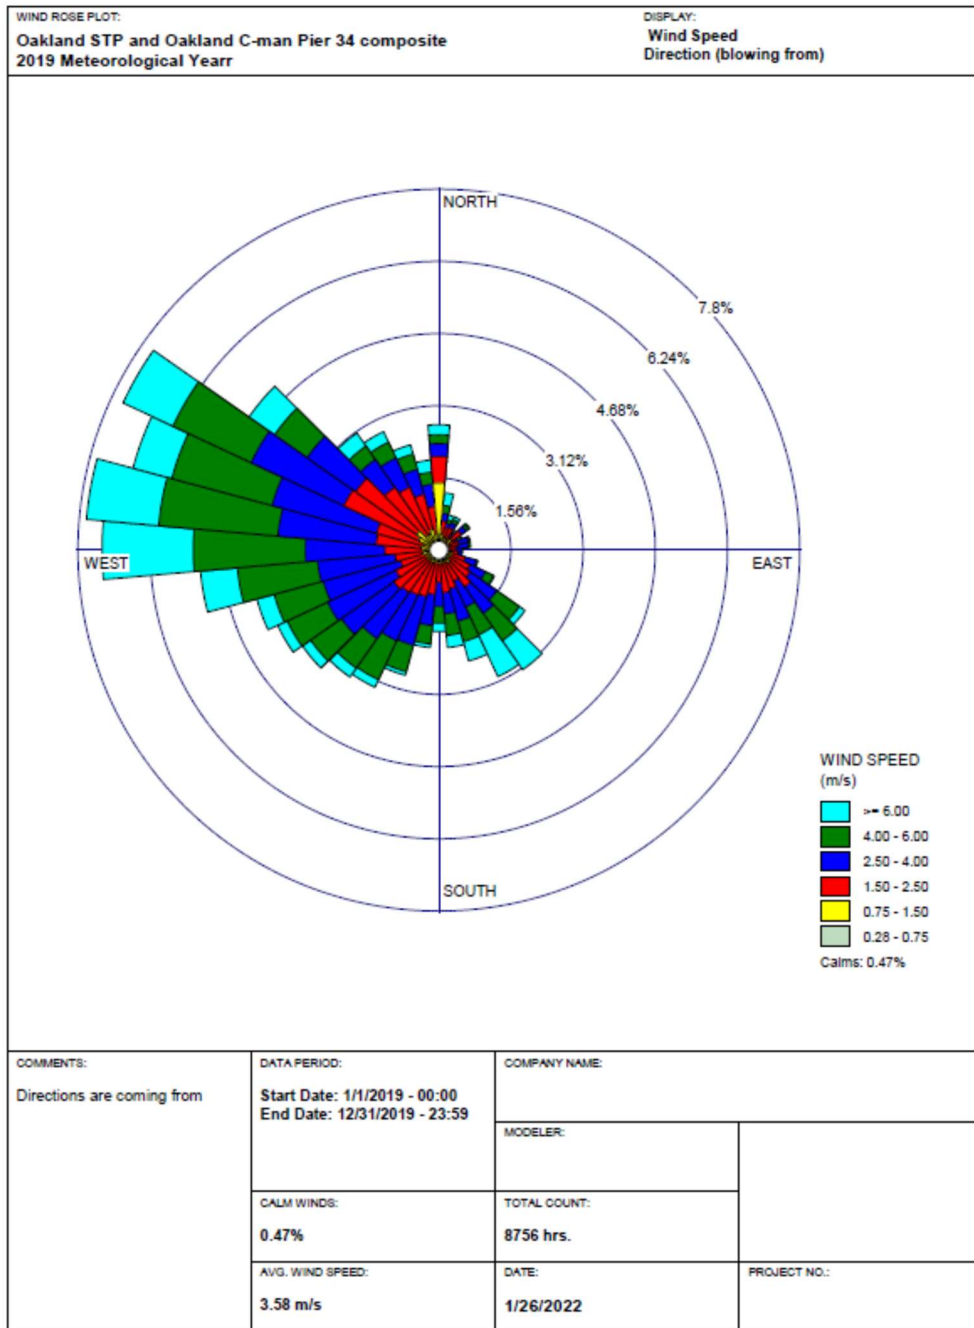 WIND ROSE PLOT:
Oakland STP and Oakland C-man Pier 34 composite
2019 Meteorological Yearr
DISPLAY:
Wind Speed
Direction (blowing from)
NORTH
7.8%
6.24%
4.68%
3.12%
1.56%
WEST
EAST
SOUTH
WIND SPEED
(m/s)
>= 6.00
4.00 - 6.00
2.50 - 4.00
1.50 - 2.50
0.75 - 1.50
0.28 - 0.75
Calms: 0.47%
COMMENTS:
Directions are coming from
DATA PERIOD:
Start Date: 1/1/2019 - 00:00
End Date: 12/31/2019 - 23:59
COMPANY NAME:
MODELER:
CALM WINDS:
0.47%
TOTAL COUNT:
8756 hrs.
AVG. WIND SPEED:
3.58 m/s
DATE:
1/26/2022
PROJECT NO.: